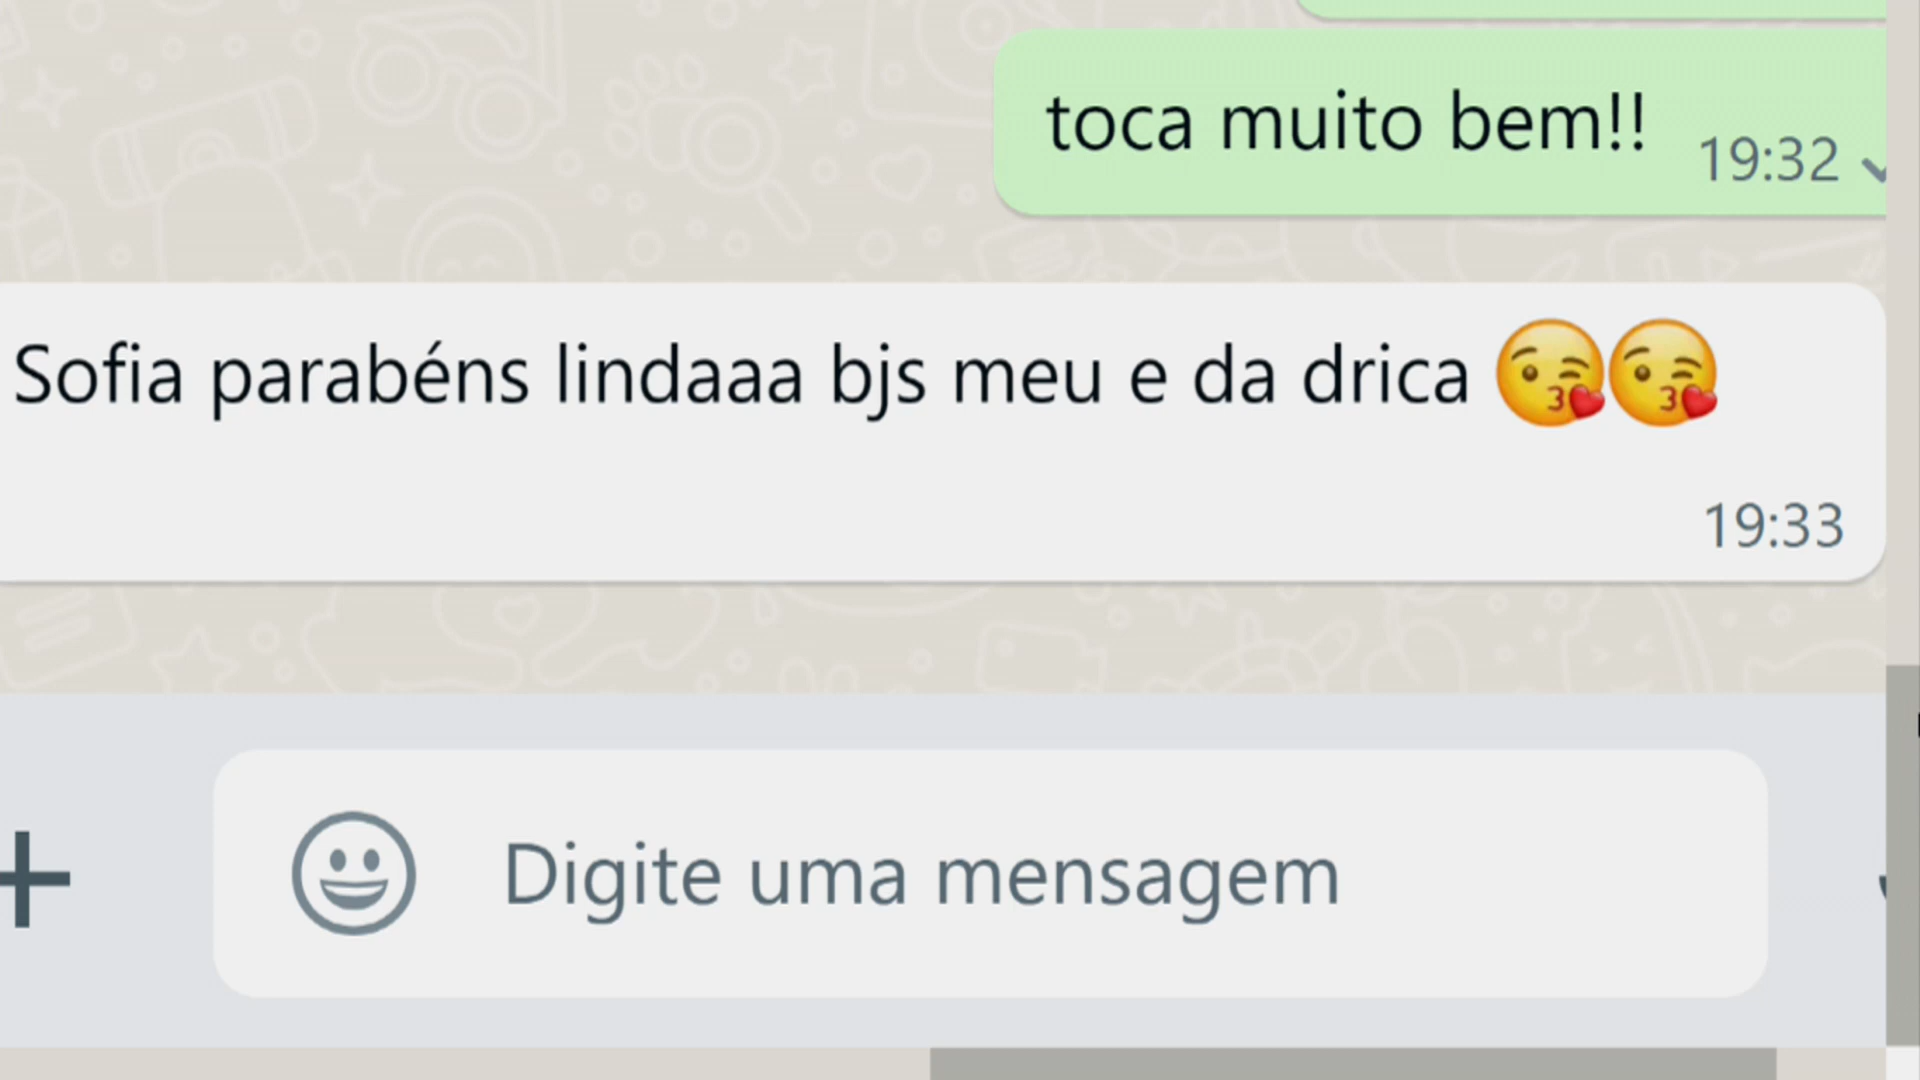 toca muito bem!! 19:32
Sofia parabéns lindaaa bjs meu e da drica 😘😘
19:33
Digite uma mensagem